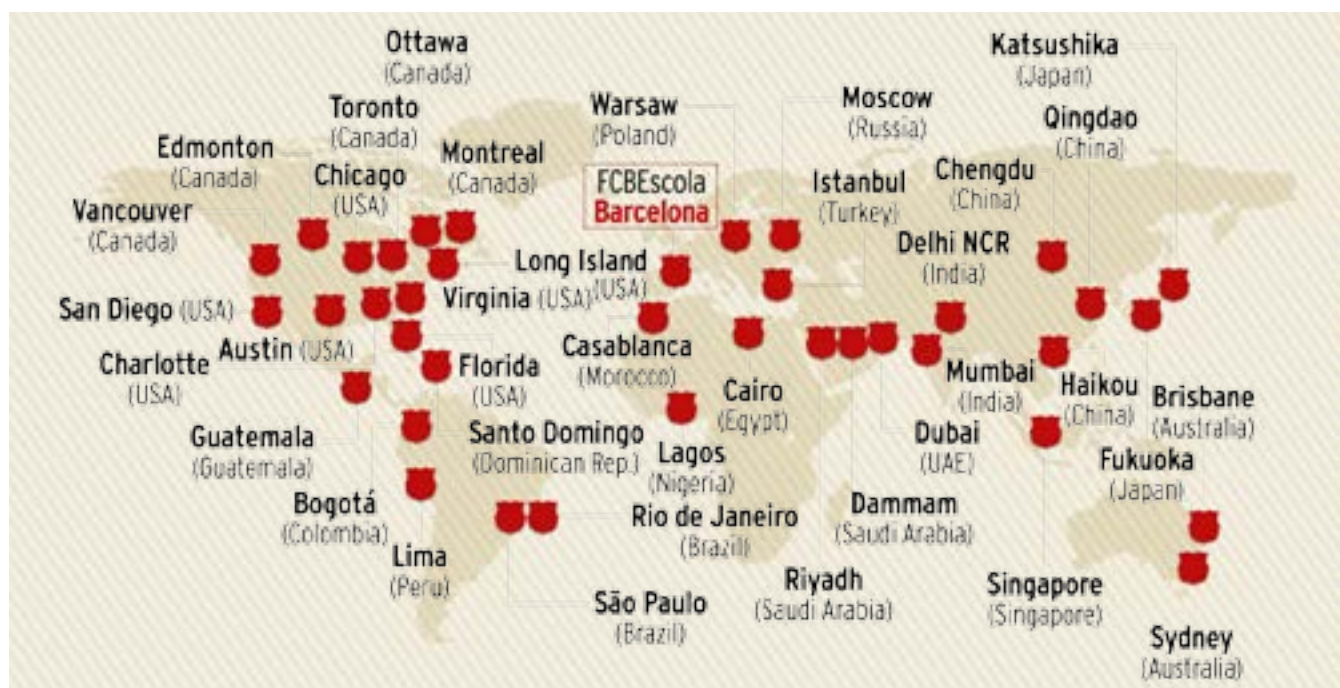 Ottawa
(Canada)
Katsushika
(Japan)
Toronto
(Canada)
Warsaw
(Poland)
Moscow
(Russia)
Qingdao
(China)
Edmonton
(Canada)
Chicago
(USA)
Montreal
(Canada)
FCBEscola
Barcelona
Istanbul
(Turkey)
Chengdu
(China)
Vancouver
(Canada)
Delhi NCR
(India)
Long Island
(USA)
Virginia (USA)
San Diego (USA)
Austin (USA)
Charlotte
(USA)
Florida
(USA)
Casablanca
(Morocco)
Cairo
(Egypt)
Mumbai
(India)
Haikou
(China)
Brisbane
(Australia)
Guatemala
(Guatemala)
Santo Domingo
(Dominican Rep.)
Lagos
(Nigeria)
Dubai
(UAE)
Fukuoka
(Japan)
Bogotá
(Colombia)
Lima
(Peru)
Rio de Janeiro
(Brazil)
Dammam
(Saudi Arabia)
São Paulo
(Brazil)
Riyadh
(Saudi Arabia)
Singapore
(Singapore)
Sydney
(Australia)